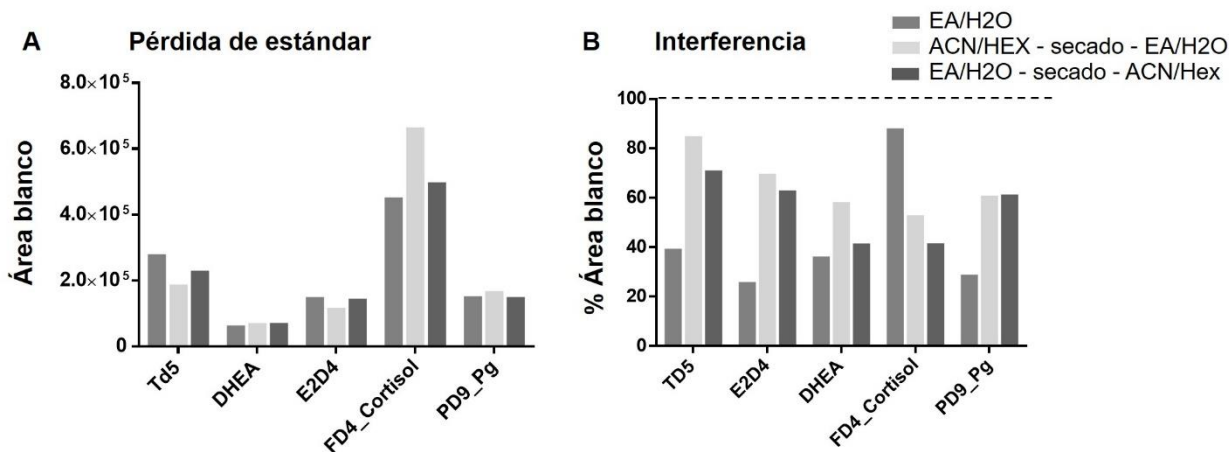 A Pérdida de estándar
Área blanco
8.0×10⁵
6.0×10⁵
4.0×10⁵
2.0×10⁵
0
Td5
DHEA
E2D4
FD4_Cortisol
PD9_Pg
B Interferencia
EA/H2O
ACN/HEX - secado - EA/H2O
EA/H2O - secado - ACN/Hex
% Área blanco
100
80
60
40
20
0
TD5
E2D4
DHEA
FD4_Cortisol
PD9_Pg